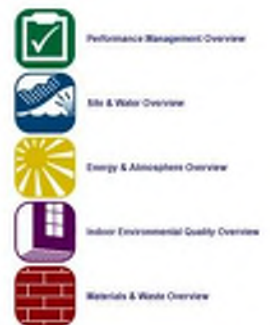 Performance Management Overview
Site & Water Overview
Energy & Atmosphere Overview
Indoor Environmental Quality Overview
Materials & Waste Overview